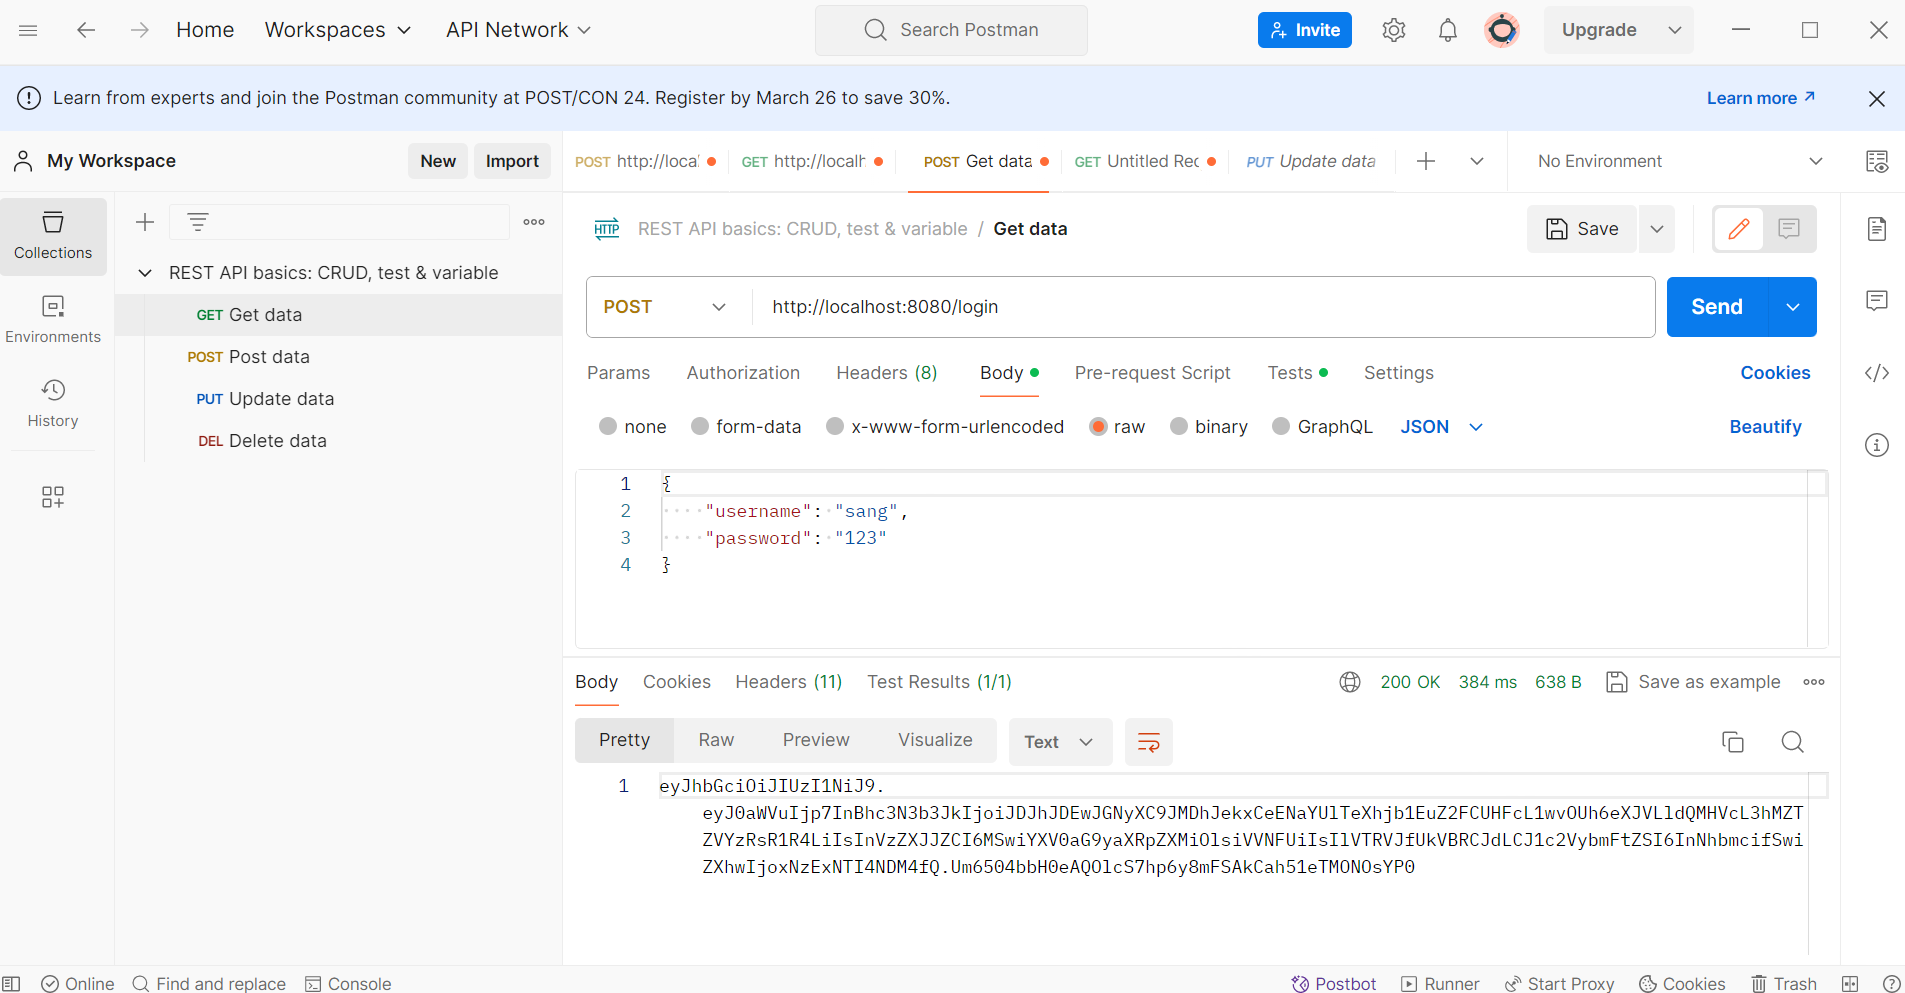 Home Workspaces API Network Search Postman Invite Upgrade
Learn from experts and join the Postman community at POST/CON 24. Register by March 26 to save 30%. Learn more
My Workspace New Import POST http://local GET http://localh POST Get data GET Untitled Rec PUT Update data No Environment
Collections
Environments
History
REST API basics: CRUD, test & variable
GET Get data
POST Post data
PUT Update data
DEL Delete data
HTTP REST API basics: CRUD, test & variable / Get data Save
POST http://localhost:8080/login Send
Params Authorization Headers (8) Body Pre-request Script Tests Settings Cookies
none form-data x-www-form-urlencoded raw binary GraphQL JSON Beautify
1 {
2 "username": "sang",
3 "password": "123"
4 }
Body Cookies Headers (11) Test Results (1/1) 200 OK 384 ms 638 B Save as example
Pretty Raw Preview Visualize Text
1 eyJhbGciOiJIUzI1NiJ9.
eyJ0aWVuIjp7InBhc3N3b3JkIjoiJDJhJDEwJGNyXC9JMDhJekxCeENaYUlTeXhjb1EuZ2FCUHFcL1wvOUh6eXJVLldQMHVcL3hMZT
ZVYzRsR1R4LiIsInVzZXJJZCI6MSwiYXV0aG9yaXRpZXMiOlsiVVNFUiIsIlVTRVJfUkVBRCJdLCJ1c2VybmFtZSI6InNhbmcifSwi
ZXhwIjoxNzExNTI4NDM4fQ.Um6504bbH0eAQOlcS7hp6y8mFSAkCah51eTMONOsYP0
Online Find and replace Console Postbot Runner Start Proxy Cookies Trash